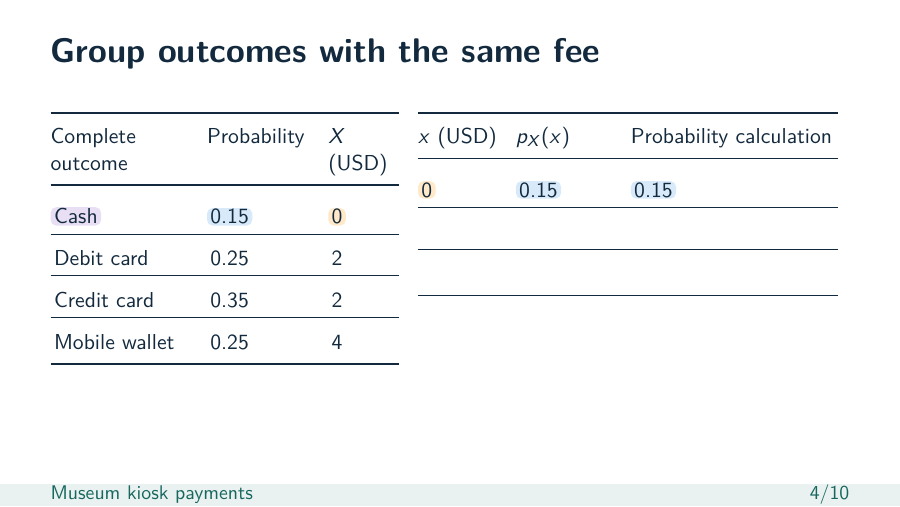 Group outcomes with the same fee
Complete outcome Probability X (USD)
Cash 0.15 0
Debit card 0.25 2
Credit card 0.35 2
Mobile wallet 0.25 4
x (USD) pX(x) Probability calculation
0 0.15 0.15
Museum kiosk payments 4/10